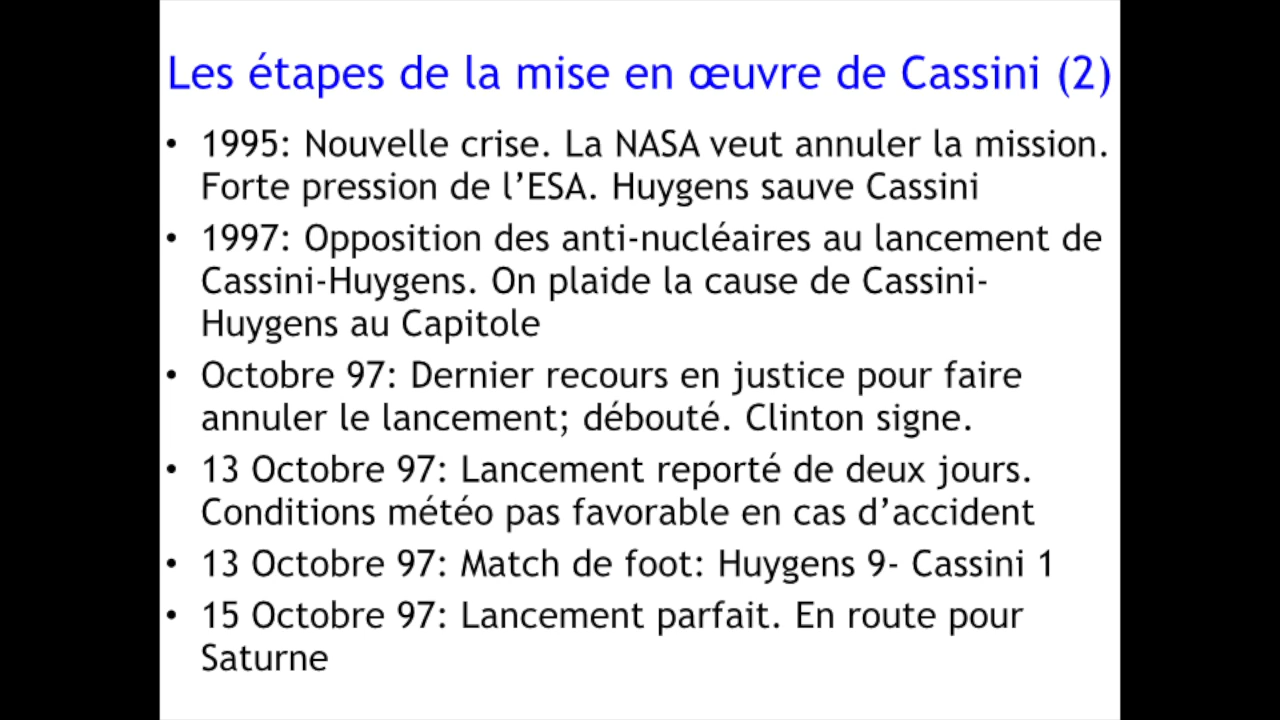 Les étapes de la mise en œuvre de Cassini (2)
• 1995: Nouvelle crise. La NASA veut annuler la mission.
Forte pression de l’ESA. Huygens sauve Cassini
• 1997: Opposition des anti-nucléaires au lancement de
Cassini-Huygens. On plaide la cause de Cassini-
Huygens au Capitole
• Octobre 97: Dernier recours en justice pour faire
annuler le lancement; débouté. Clinton signe.
• 13 Octobre 97: Lancement reporté de deux jours.
Conditions météo pas favorable en cas d’accident
• 13 Octobre 97: Match de foot: Huygens 9- Cassini 1
• 15 Octobre 97: Lancement parfait. En route pour
Saturne